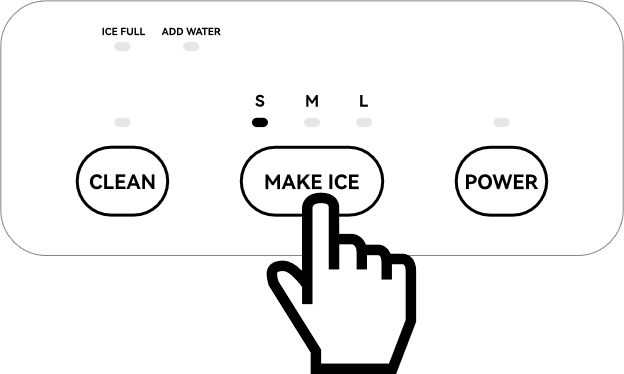 ICE FULL ADD WATER
S M L
CLEAN MAKE ICE POWER